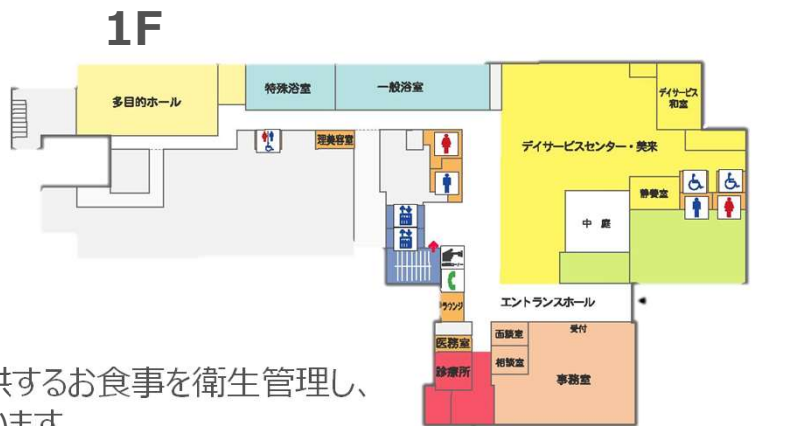 1F
多目的ホール
特殊浴室
一般浴室
デイサービス
和室
理美容室
デイサービスセンター・美来
静養室
中庭
ラウンジ
エントランスホール
医務室
面談室
受付
診療所
相談室
事務室
するお食事を衛生管理し、
います